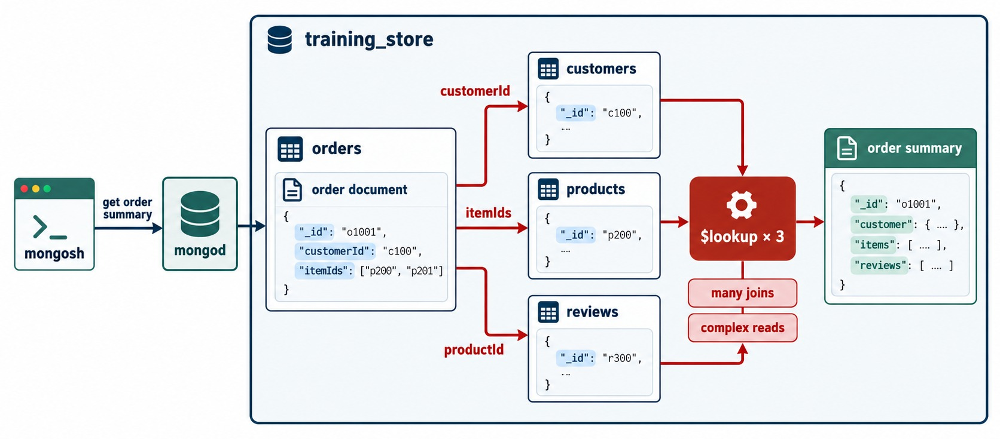 training_store
mongosh
get order
summary
mongod
orders
order document
{
"_id": "o1001",
"customerId": "c100",
"itemIds": ["p200", "p201"]
}
customerId
itemIds
productId
customers
{
"_id": "c100",
...
}
products
{
"_id": "p200",
....
}
reviews
{
"_id": "r300",
...
}
$lookup × 3
many joins
complex reads
order summary
{
"_id": "o1001",
"customer": { .... },
"items": [ .... ],
"reviews": [ .... ]
}